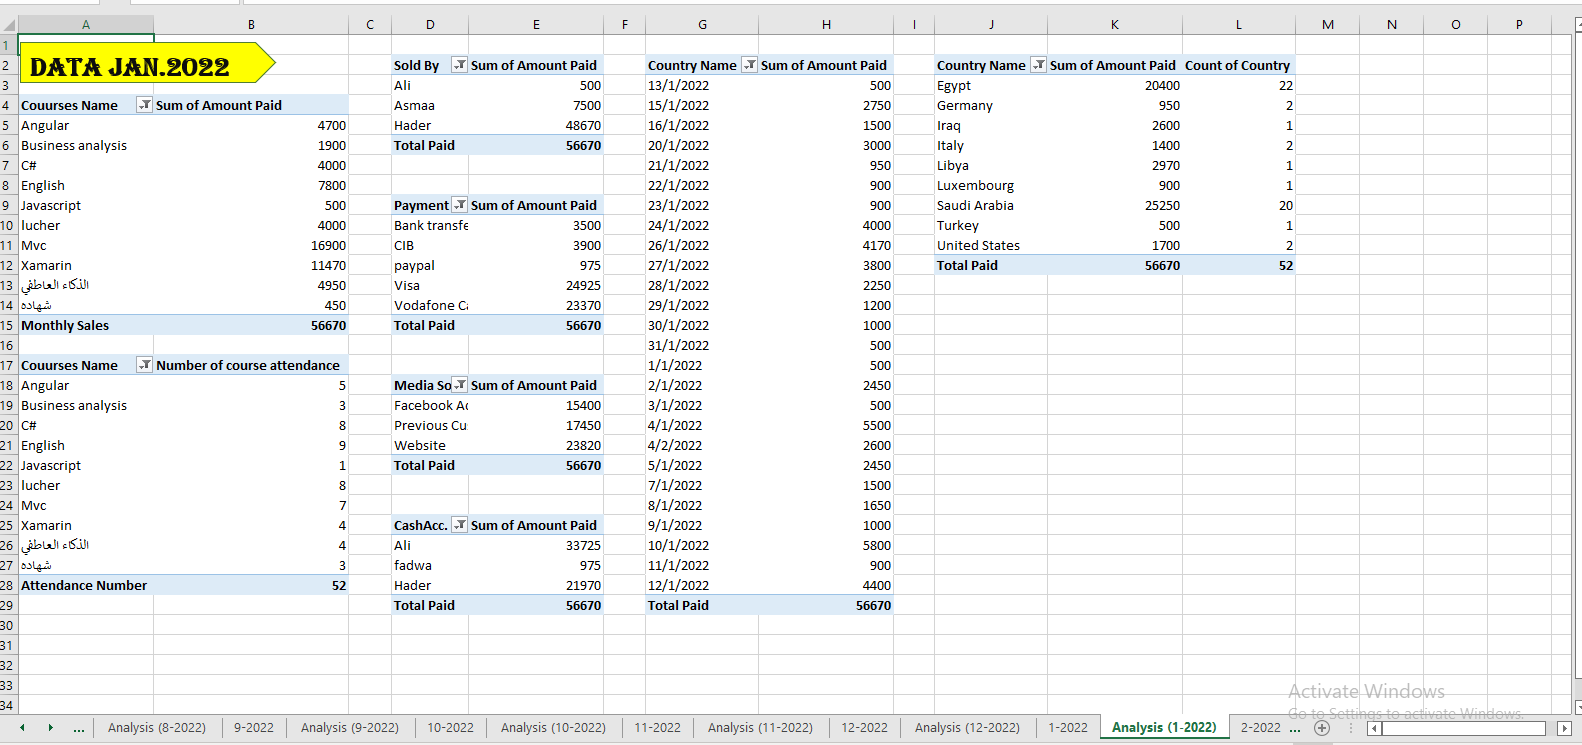 A B C D E F G H I J K L M N O P
1
2 DATA JAN.2022 Sold By Sum of Amount Paid Country Name Sum of Amount Paid Country Name Sum of Amount Paid Count of Country
3 Ali 500 13/1/2022 500 Egypt 20400 22
4 Couurses Name Sum of Amount Paid Asmaa 7500 15/1/2022 2750 Germany 950 2
5 Angular 4700 Hader 48670 16/1/2022 1500 Iraq 2600 1
6 Business analysis 1900 Total Paid 56670 20/1/2022 3000 Italy 1400 2
7 C# 4000 21/1/2022 950 Libya 2970 1
8 English 7800 22/1/2022 900 Luxembourg 900 1
9 Javascript 500 Payment Sum of Amount Paid 23/1/2022 900 Saudi Arabia 25250 20
10 lucher 4000 Bank transfe 3500 24/1/2022 4000 Turkey 500 1
11 Mvc 16900 CIB 3900 26/1/2022 4170 United States 1700 2
12 Xamarin 11470 paypal 975 27/1/2022 3800 Total Paid 56670 52
13 الذكاء العاطفي 4950 Visa 24925 28/1/2022 2250
14 شهاده 450 Vodafone Ca 23370 29/1/2022 1200
15 Monthly Sales 56670 Total Paid 56670 30/1/2022 1000
16 31/1/2022 500
17 Couurses Name Number of course attendance 1/1/2022 500
18 Angular 5 Media So Sum of Amount Paid 2/1/2022 2450
19 Business analysis 3 Facebook Ac 15400 3/1/2022 500
20 C# 8 Previous Cu 17450 4/1/2022 5500
21 English 9 Website 23820 4/2/2022 2600
22 Javascript 1 Total Paid 56670 5/1/2022 2450
23 lucher 8 7/1/2022 1500
24 Mvc 7 8/1/2022 1650
25 Xamarin 4 CashAcc. Sum of Amount Paid 9/1/2022 1000
26 الذكاء العاطفي 4 Ali 33725 10/1/2022 5800
27 شهاده 3 fadwa 975 11/1/2022 900
28 Attendance Number 52 Hader 21970 12/1/2022 4400
29 Total Paid 56670 Total Paid 56670
30
31
32
33
34
Activate Windows
Go to Settings to activate Windows.
... Analysis (8-2022) 9-2022 Analysis (9-2022) 10-2022 Analysis (10-2022) 11-2022 Analysis (11-2022) 12-2022 Analysis (12-2022) 1-2022 Analysis (1-2022) 2-2022 ...